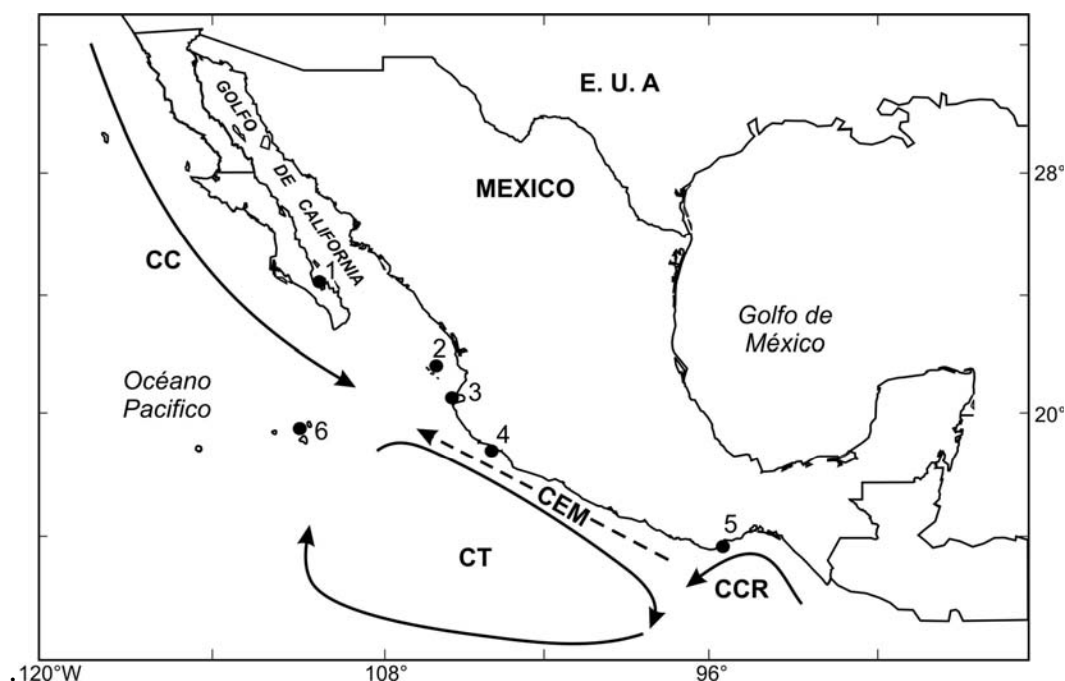 E. U. A
GOLFO DE CALIFORNIA
MEXICO
28°
CC
1
Golfo de
México
2
3
Océano
Pacifico
20°
6
4
CEM
5
CT
CCR
.120°W
108°
96°